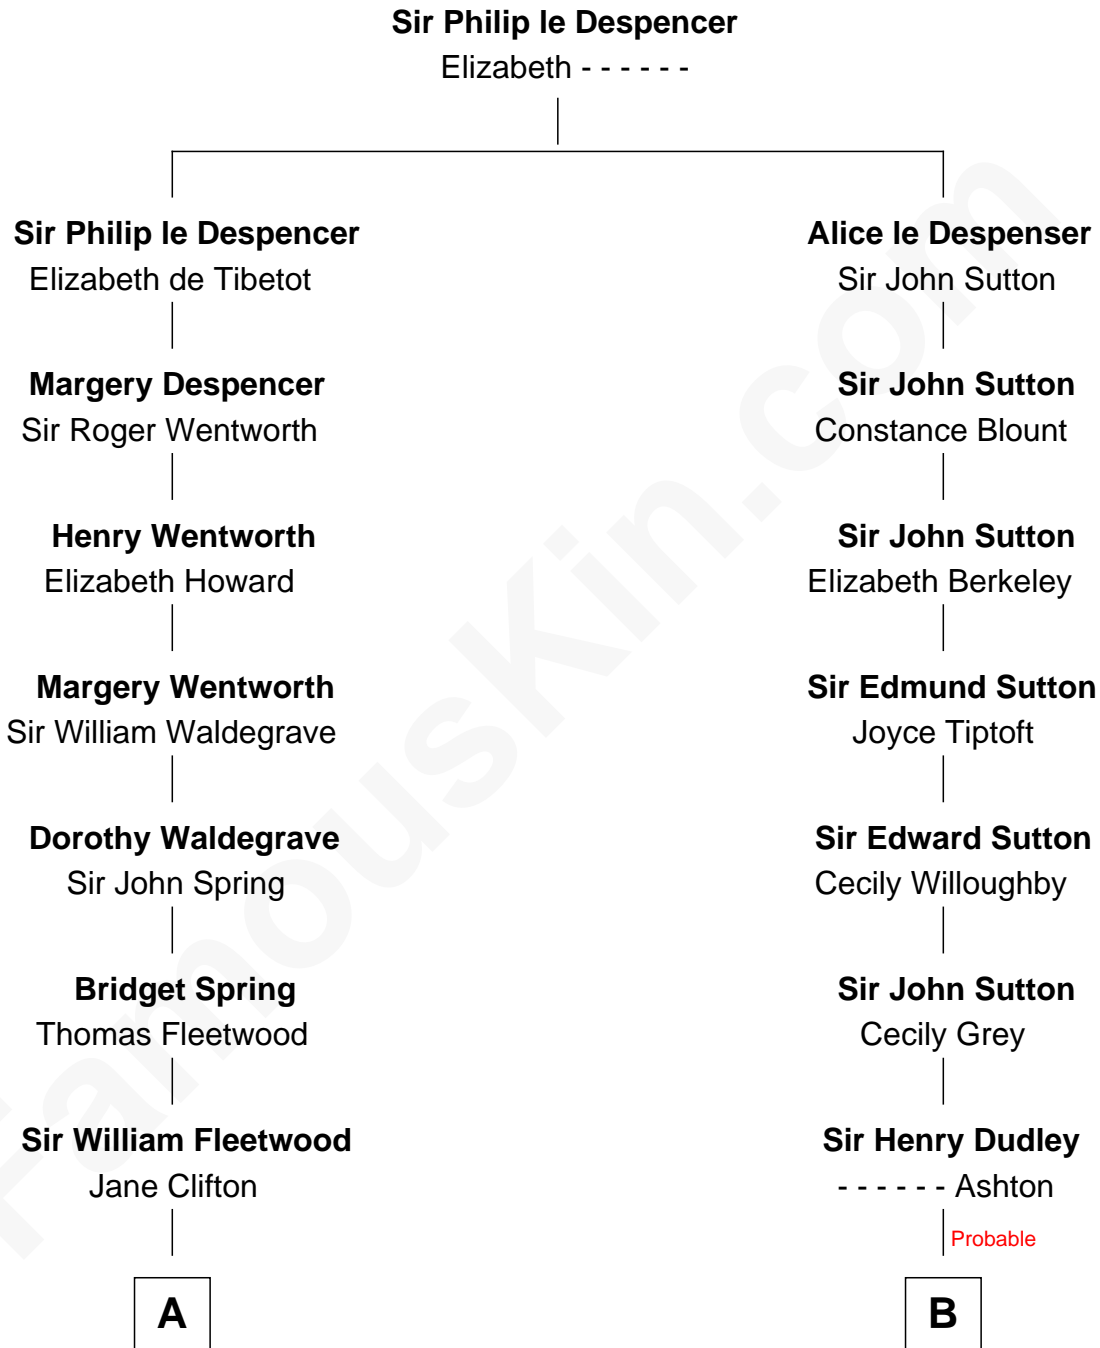 Sir Philip le Despencer
Elizabeth - - - - - -
Sir Philip le Despencer
Elizabeth de Tibetot
Alice le Despenser
Sir John Sutton
Margery Despencer
Sir Roger Wentworth
Sir John Sutton
Constance Blount
Henry Wentworth
Elizabeth Howard
Sir John Sutton
Elizabeth Berkeley
Margery Wentworth
Sir William Waldegrave
Sir Edmund Sutton
Joyce Tiptoft
Dorothy Waldegrave
Sir John Spring
Sir Edward Sutton
Cecily Willoughby
Bridget Spring
Thomas Fleetwood
Sir John Sutton
Cecily Grey
Sir William Fleetwood
Jane Clifton
Sir Henry Dudley
- - - - - - Ashton
Probable
A
B
FamousKin.com